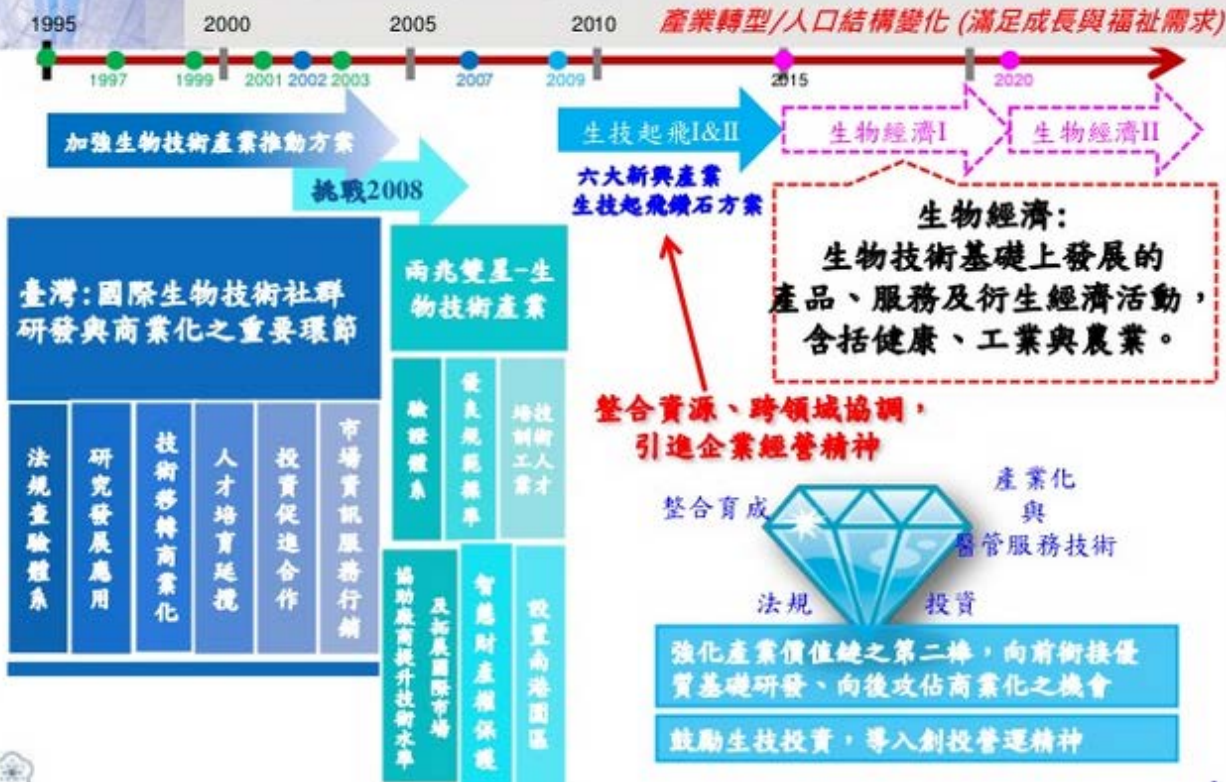 1995
2000
2005
2010
產業轉型/人口結構變化 (滿足成長與福祉需求)
1997
1999
2001
2002
2003
2007
2009
2015
2020
加強生物技術產業推動方案
挑戰2008
生技起飛I&II
生物經濟I
生物經濟II
六大新興產業
生技起飛鑽石方案
生物經濟:
生物技術基礎上發展的
產品、服務及衍生經濟活動，
含括健康、工業與農業。
臺灣:國際生物技術社群
研發與商業化之重要環節
兩兆雙星-生
物技術產業
法規查驗體系
研究發展應用
技術移轉商業化
人才培育延攬
投資促進合作
市場資訊服務行銷
驗證體系
優良規範標準
技術人才
培訓工業
協助廠商提升技術水準
及拓展國際市場
智慧財產權保護
設置南港園區
整合資源、跨領域協調，
引進企業經營精神
整合育成
產業化
與
醫管服務技術
法規
投資
強化產業價值鏈之第二棒，向前銜接優
質基礎研發、向後攻佔商業化之機會
鼓勵生技投資，導入創投營運精神